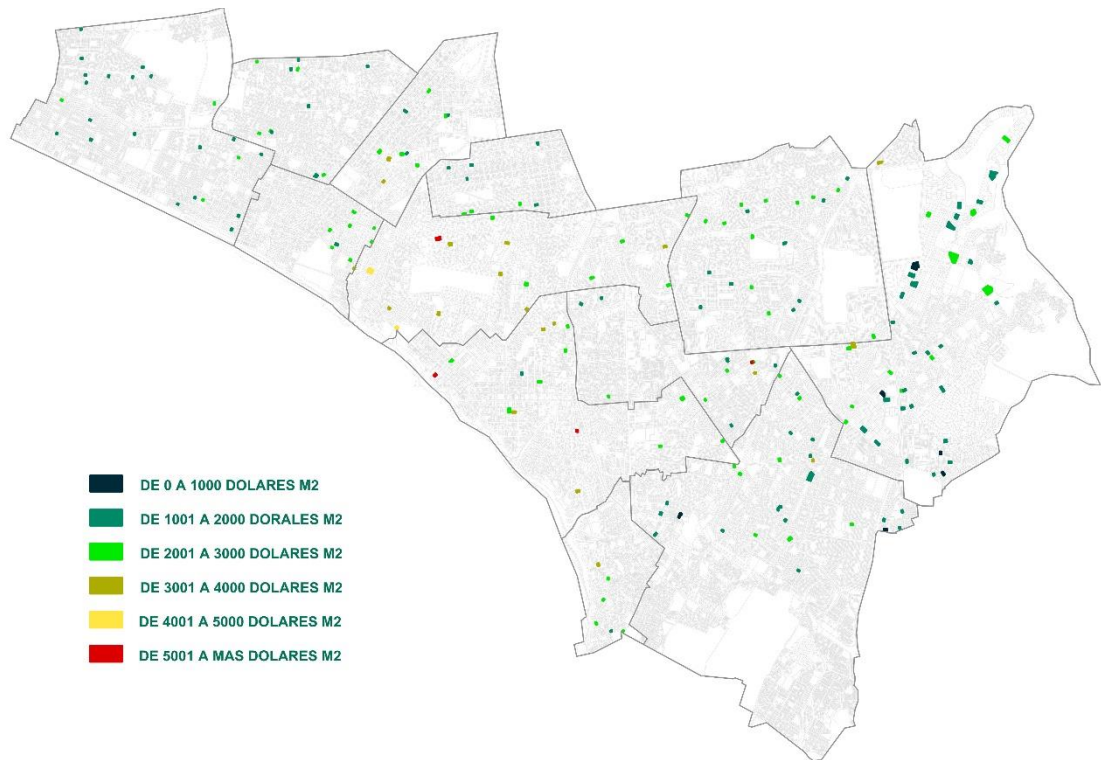 DE 0 A 1000 DOLARES M2
DE 1001 A 2000 DORALES M2
DE 2001 A 3000 DOLARES M2
DE 3001 A 4000 DOLARES M2
DE 4001 A 5000 DOLARES M2
DE 5001 A MAS DOLARES M2